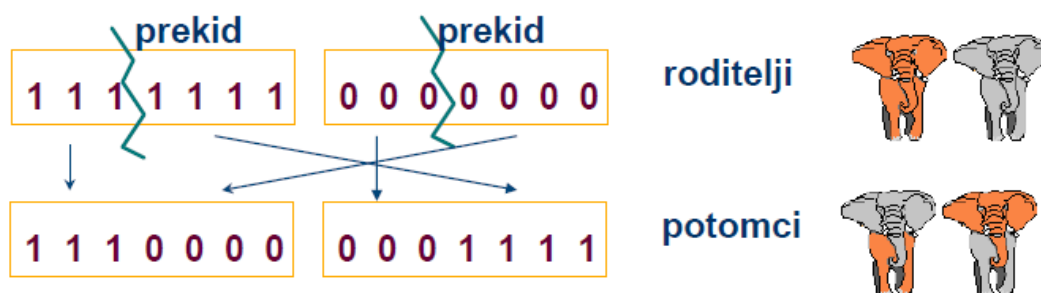 prekid prekid
1 1 1 1 1 1 1 0 0 0 0 0 0 0 roditelji
1 1 1 0 0 0 0 0 0 0 1 1 1 1 potomci